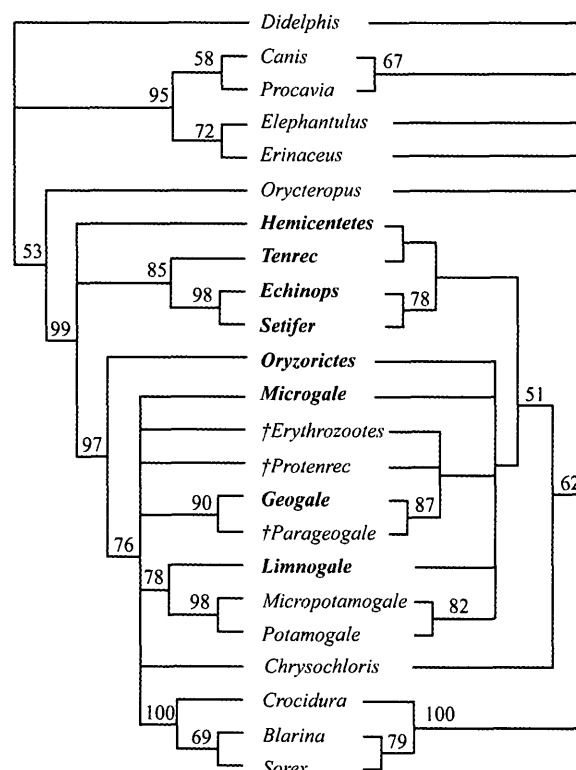 Didelphis
58 Canis 67
95 Procavia
72 Elephantulus
Erinaceus
Orycteropus
53 Hemicentetes
85 Tenrec
98 Echinops 78
99 Setifer
Oryzorictes
Microgale 51
97 †Erythrozootes
†Protenrec
90 Geogale 87 62
†Parageogale
76
78 Limnogale
98 Micropotamogale 82
Potamogale
Chrysochloris
100 Crocidura 100
69 Blarina 79
Sorex